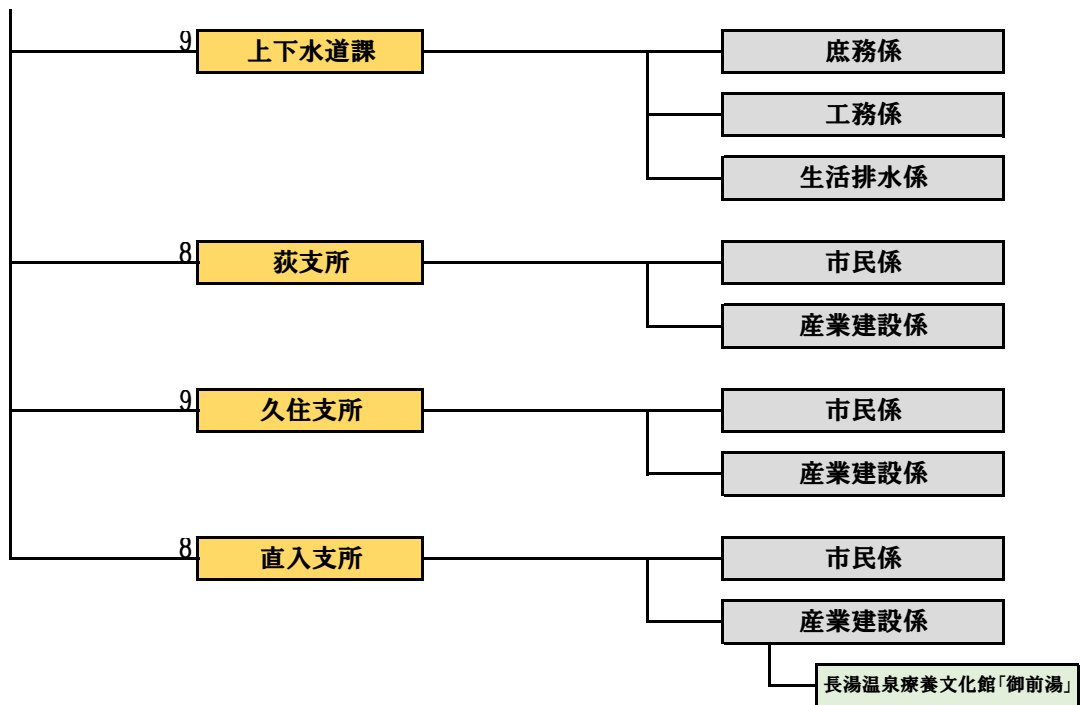 9
上下水道課
庶務係
工務係
生活排水係
8
荻支所
市民係
産業建設係
9
久住支所
市民係
産業建設係
8
直入支所
市民係
産業建設係
長湯温泉療養文化館「御前湯」